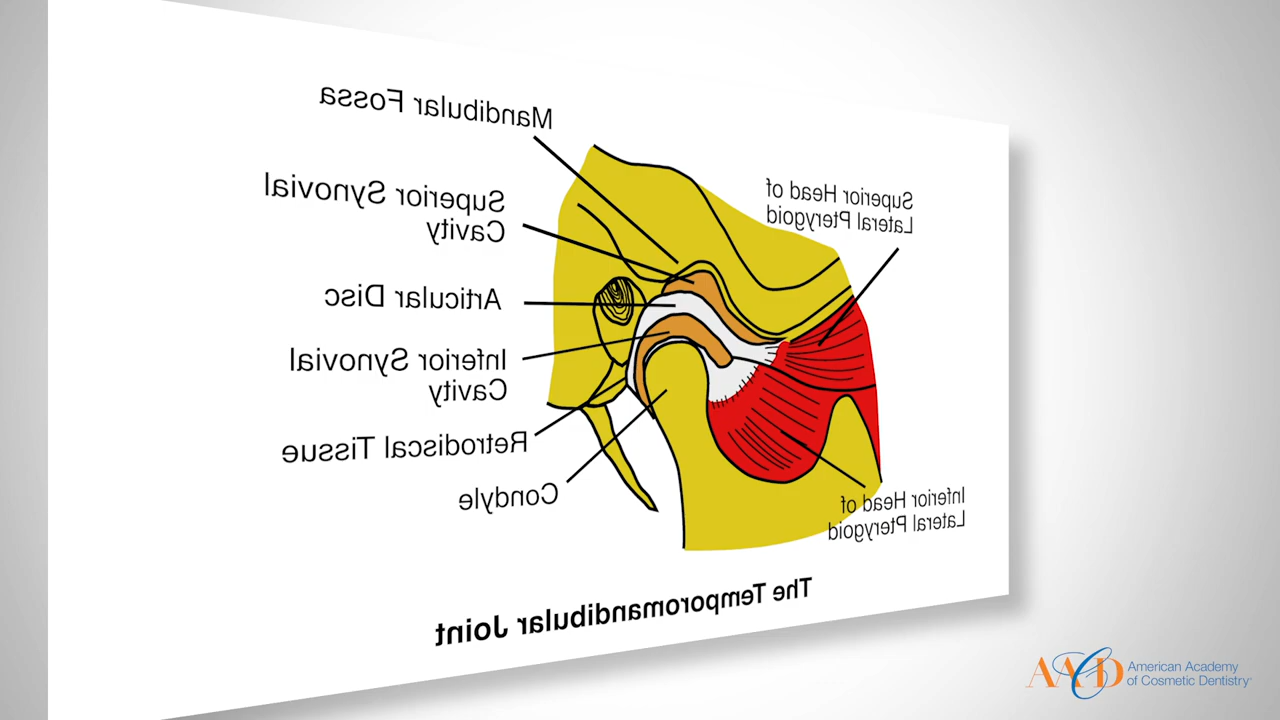 Mandibular Fossa
Superior Synovial
Cavity
Articular Disc
Inferior Synovial
Cavity
Retrodiscal Tissue
Condyle
Superior Head of
Lateral Pterygoid
Inferior Head of
Lateral Pterygoid
The Temporomandibular Joint
AACD
American Academy
of Cosmetic Dentistry